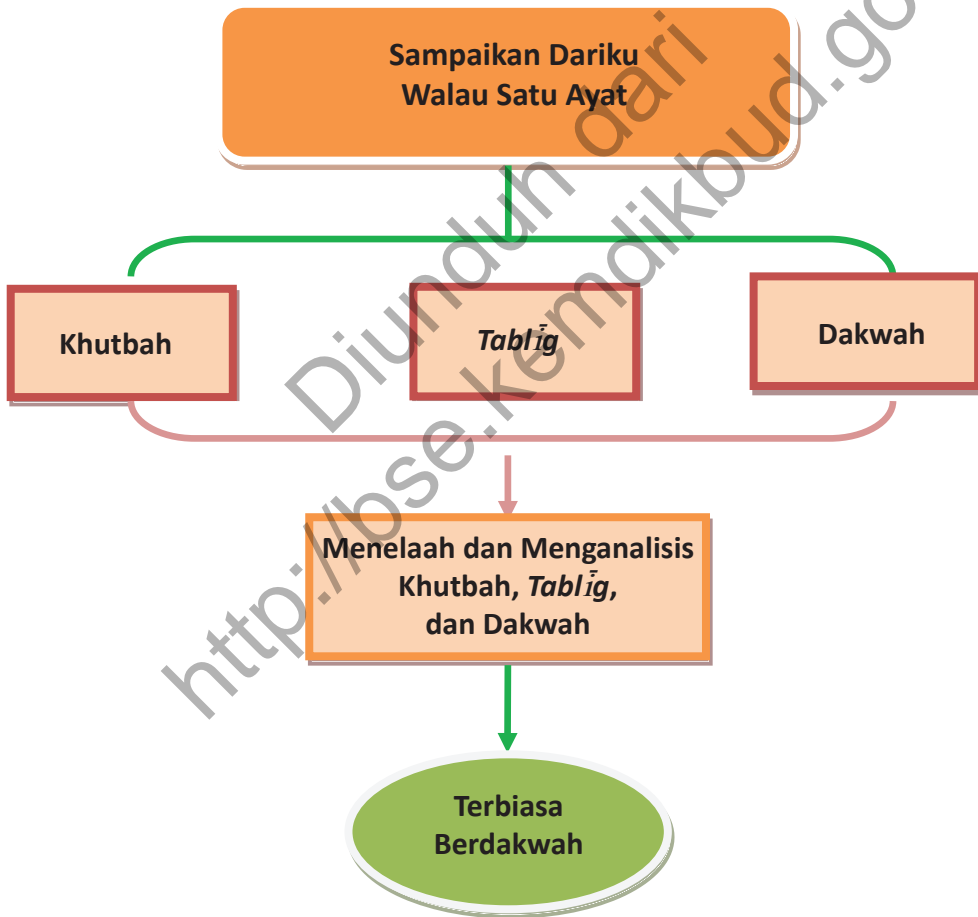 Sampaikan Dariku
Walau Satu Ayat
Khutbah
Tablīg
Dakwah
Menelaah dan Menganalisis
Khutbah, Tablīg,
dan Dakwah
Terbiasa
Berdakwah
Diunduh dari
http://bse.kemdikbud.go